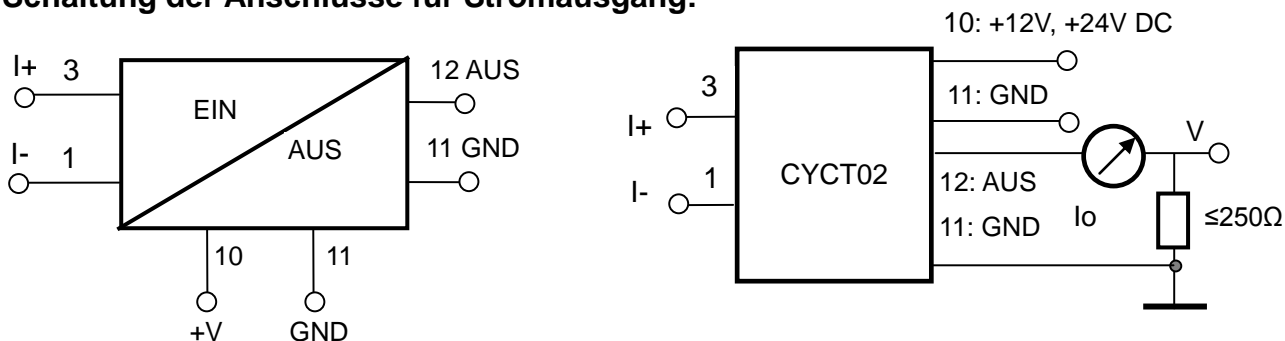 Schaltung der Anschlüsse für Stromausgang:
I+ 3
EIN
12 AUS
I- 1
AUS
11 GND
10
11
+V
GND
10: +12V, +24V DC
3
11: GND
I+
V
CYCT02
1
12: AUS
I-
Io
≤250Ω
11: GND